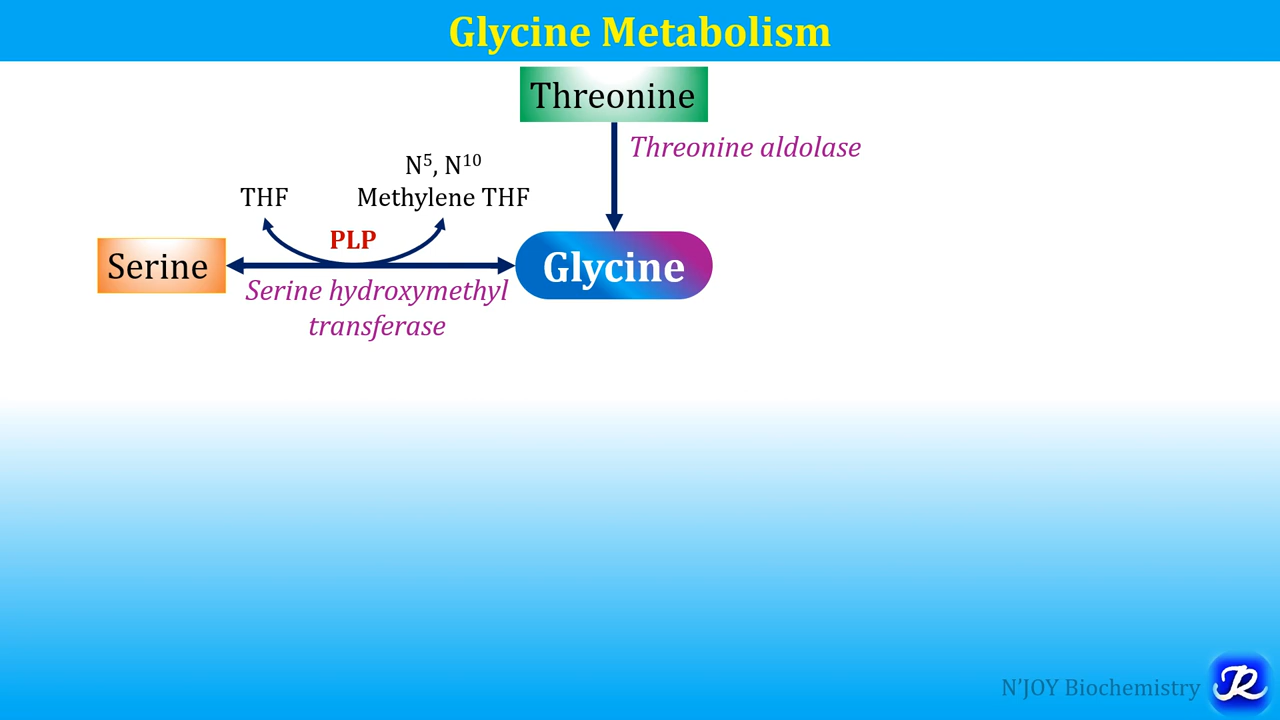 Glycine Metabolism
Threonine
Threonine aldolase
N⁵, N¹⁰
THF
Methylene THF
PLP
Serine
Glycine
Serine hydroxymethyl
transferase
N'JOY Biochemistry